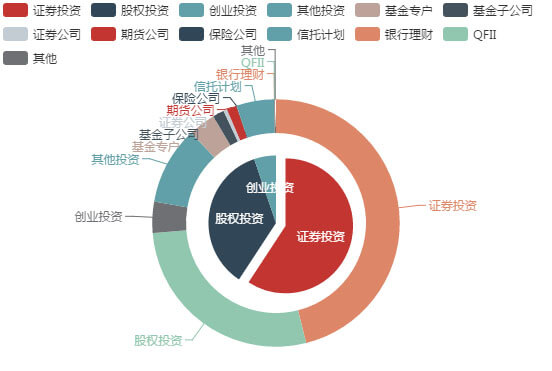 证券投资 股权投资 创业投资 其他投资 基金专户 基金子公司
证券公司 期货公司 保险公司 信托计划 银行理财 QFII
其他
其他
QFII
银行理财
信托计划
保险公司
期货公司
证券公司
基金子公司
基金专户
其他投资
创业投资
股权投资
证券投资
创业投资
股权投资
证券投资